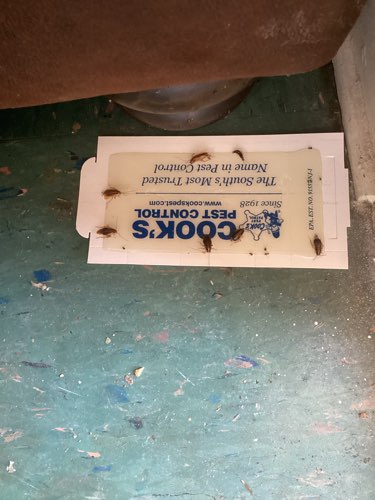 COOK'S
PEST CONTROL
www.cookspest.com
Since 1928
The South's Most Trusted
Name in Pest Control